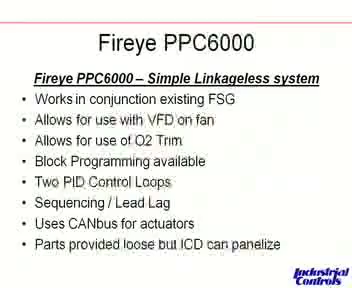 Fireye PPC6000
Fireye PPC6000 – Simple Linkageless system
• Works in conjunction existing FSG
• Allows for use with VFD on fan
• Allows for use of O2 Trim
• Block Programming available
• Two PID Control Loops
• Sequencing / Lead Lag
• Uses CANbus for actuators
• Parts provided loose but ICD can panelize
Industrial
Controls